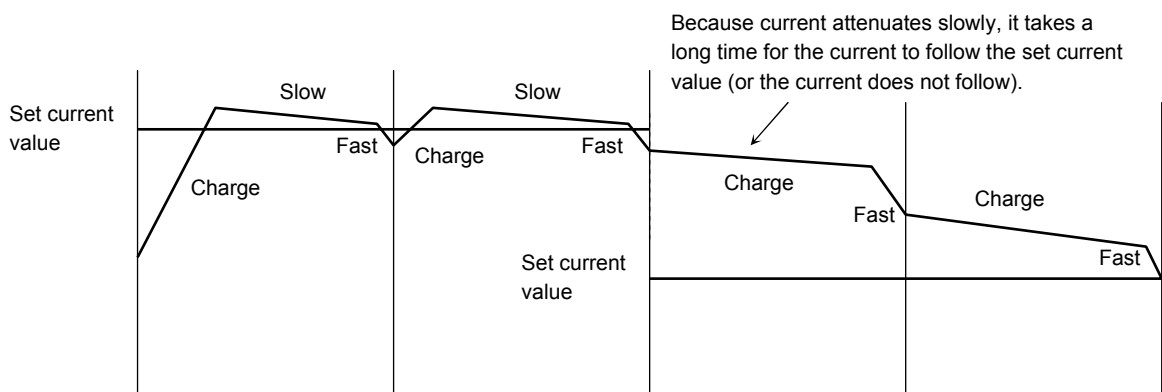 Because current attenuates slowly, it takes a
long time for the current to follow the set current
value (or the current does not follow).
Set current
value
Slow
Slow
Fast
Charge
Fast
Charge
Charge
Fast
Charge
Fast
Set current
value